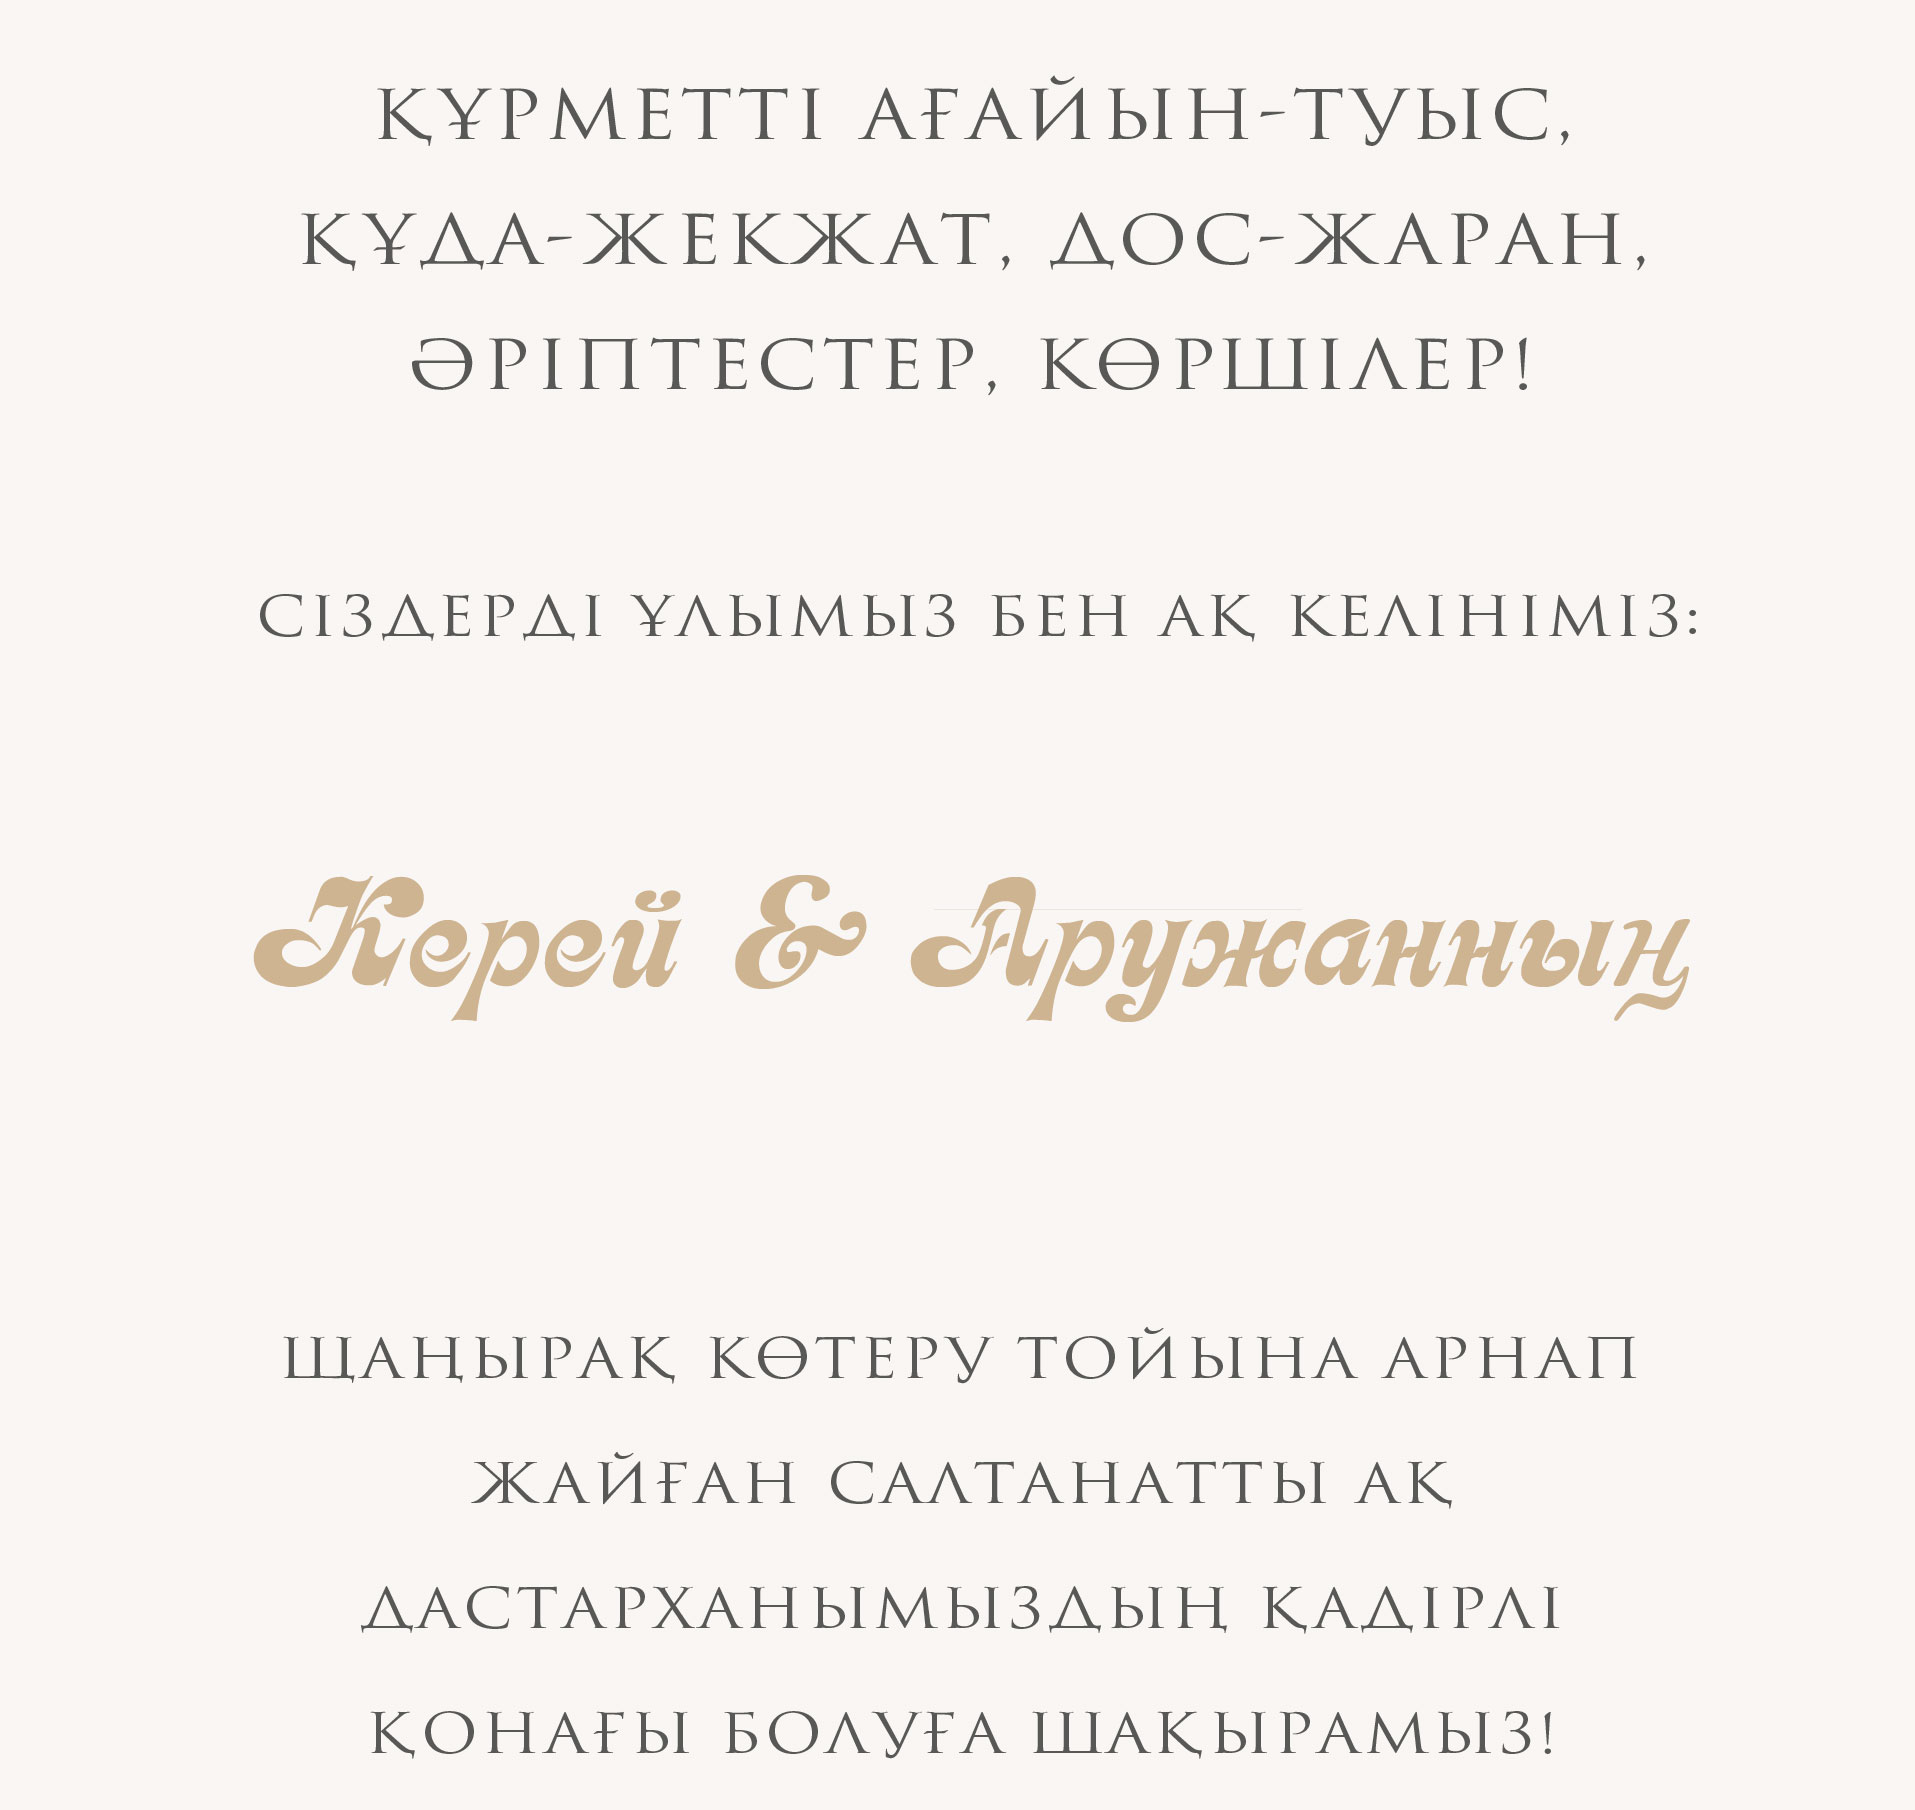 ҚҰРМЕТТІ АҒАЙЫН-ТУЫС,
ҚҰДА-ЖЕКЖАТ, ДОС-ЖАРАН,
ӘРІПТЕСТЕР, КӨРШІЛЕР!
СІЗДЕРДІ ҰЛЫМЫЗ БЕН АҚ КЕЛІНІМІЗ:
Керей & Аружанның
ЩАҢЫРАҚ КӨТЕРУ ТОЙЫНА АРНАП
ЖАЙҒАН САЛТАНАТТЫ АҚ
ДАСТАРХАНЫМЫЗДЫҢ ҚАДІРЛІ
ҚОНАҒЫ БОЛУҒА ШАҚЫРАМЫЗ!